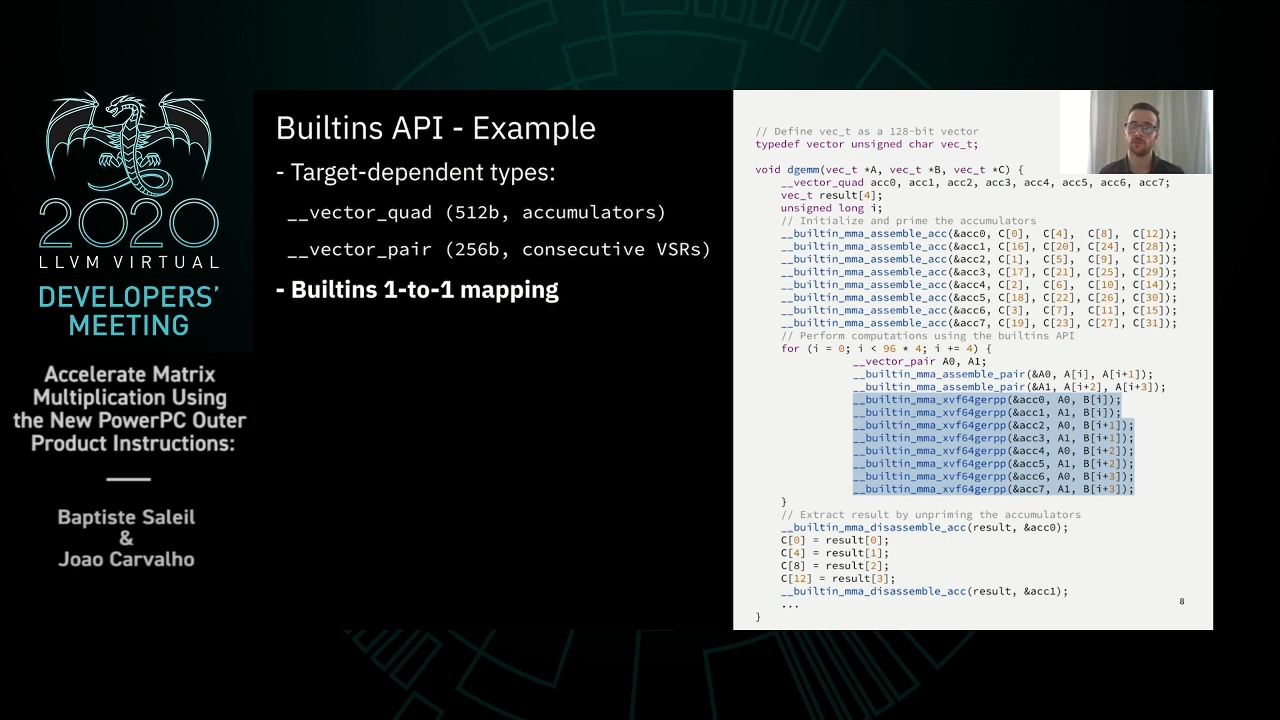 2020
LLVM VIRTUAL
DEVELOPERS'
MEETING
Accelerate Matrix
Multiplication Using
the New PowerPC Outer
Product Instructions:
Baptiste Saleil
&
Joao Carvalho
Builtins API - Example
- Target-dependent types:
__vector_quad (512b, accumulators)
__vector_pair (256b, consecutive VSRs)
- Builtins 1-to-1 mapping
// Define vec_t as a 128-bit vector
typedef vector unsigned char vec_t;
void dgemm(vec_t *A, vec_t *B, vec_t *C) {
__vector_quad acc0, acc1, acc2, acc3, acc4, acc5, acc6, acc7;
vec_t result[4];
unsigned long i;
// Initialize and prime the accumulators
__builtin_mma_assemble_acc(&acc0, C[0], C[4], C[8], C[12]);
__builtin_mma_assemble_acc(&acc1, C[16], C[20], C[24], C[28]);
__builtin_mma_assemble_acc(&acc2, C[1], C[5], C[9], C[13]);
__builtin_mma_assemble_acc(&acc3, C[17], C[21], C[25], C[29]);
__builtin_mma_assemble_acc(&acc4, C[2], C[6], C[10], C[14]);
__builtin_mma_assemble_acc(&acc5, C[18], C[22], C[26], C[30]);
__builtin_mma_assemble_acc(&acc6, C[3], C[7], C[11], C[15]);
__builtin_mma_assemble_acc(&acc7, C[19], C[23], C[27], C[31]);
// Perform computations using the builtins API
for (i = 0; i < 96 * 4; i += 4) {
__vector_pair A0, A1;
__builtin_mma_assemble_pair(&A0, A[i], A[i+1]);
__builtin_mma_assemble_pair(&A1, A[i+2], A[i+3]);
__builtin_mma_xvf64gerpp(&acc0, A0, B[i]);
__builtin_mma_xvf64gerpp(&acc1, A1, B[i]);
__builtin_mma_xvf64gerpp(&acc2, A0, B[i+1]);
__builtin_mma_xvf64gerpp(&acc3, A1, B[i+1]);
__builtin_mma_xvf64gerpp(&acc4, A0, B[i+2]);
__builtin_mma_xvf64gerpp(&acc5, A1, B[i+2]);
__builtin_mma_xvf64gerpp(&acc6, A0, B[i+3]);
__builtin_mma_xvf64gerpp(&acc7, A1, B[i+3]);
}
// Extract result by unpriming the accumulators
__builtin_mma_disassemble_acc(result, &acc0);
C[0] = result[0];
C[4] = result[1];
C[8] = result[2];
C[12] = result[3];
__builtin_mma_disassemble_acc(result, &acc1);
...
}
8